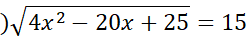 )√(4x² − 20x + 25) = 15